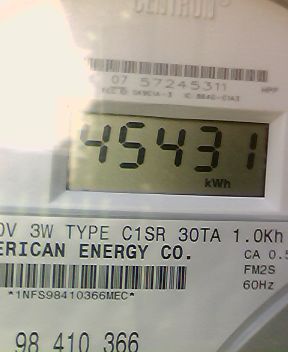 CENTRON®
07 57245311
45431
kWh
0V 3W TYPE C1SR 30TA 1.0Kh
ERICAN ENERGY CO.
CA 0.5
FM2S
60Hz
*1NFS98410366MEC*
98 410 366